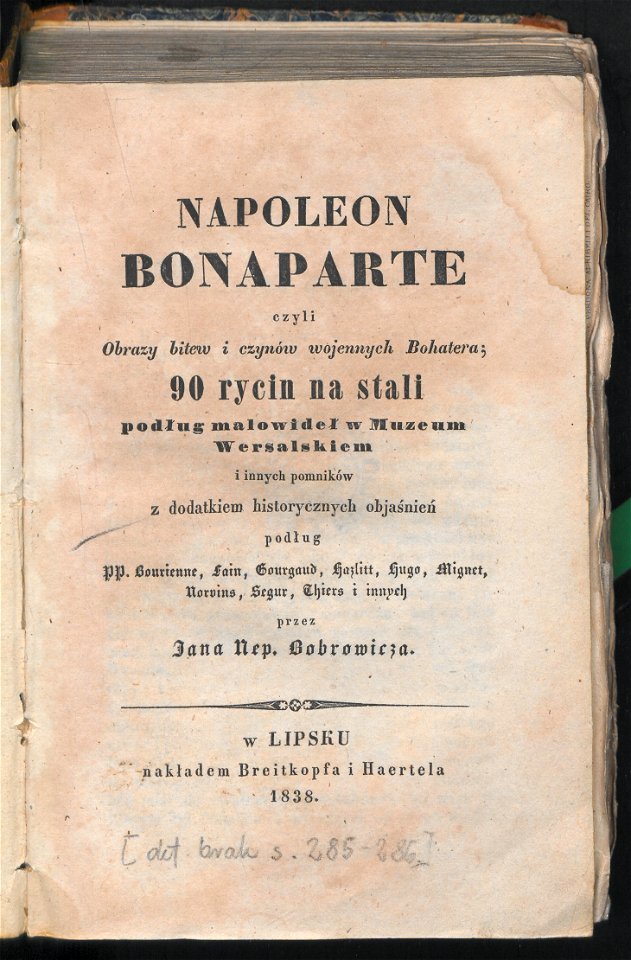 NAPOLEON
BONAPARTE
czyli
Obrazy bitew i czynów wojennych Bohatera;
90 rycin na stali
podług malowideł w Muzeum
Wersalskiem
i innych pomników
z dodatkiem historycznych objaśnień
podług
PP. Bourienne, Fain, Gourgaud, Hazlitt, Hugo, Mignet,
Norvins, Segur, Thiers i innych
przez
Jana Nep. Bobrowicza.
w LIPSKU
nakładem Breitkopfa i Haertela
1838.
[def. brak s. 285-286]